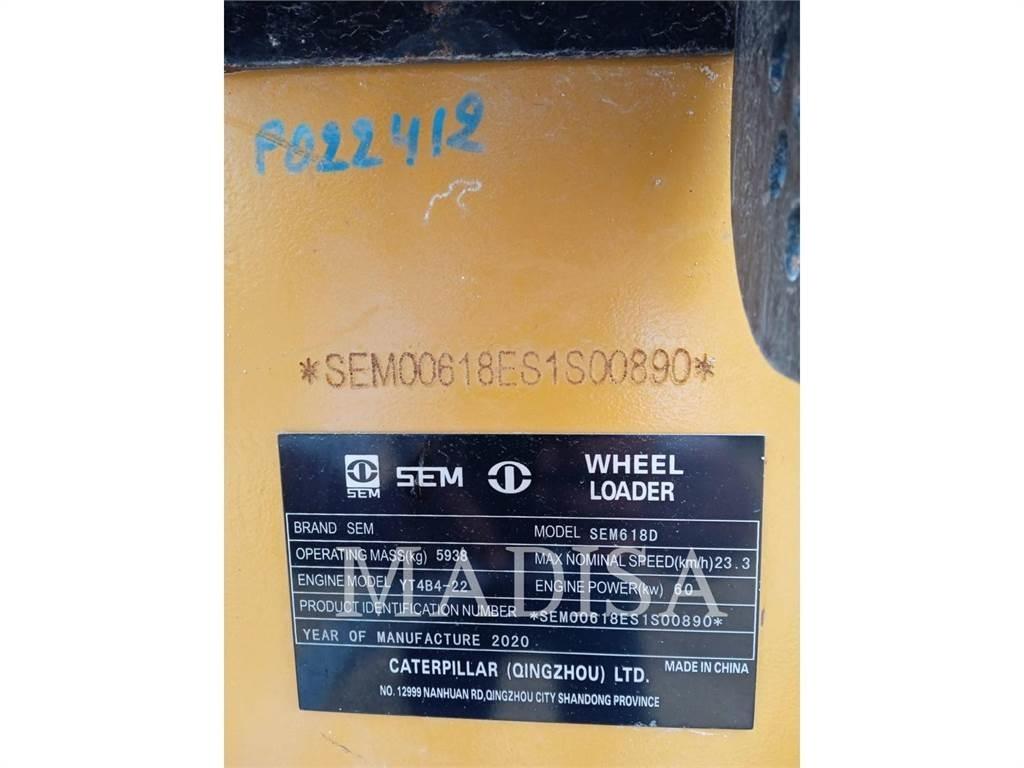 P022412
*SEM00618ES1S00890*
SEM SEM WHEEL LOADER
BRAND SEM MODEL SEM618D
OPERATING MASS(kg) 5938 MAX NOMINAL SPEED(km/h)23.3
ENGINE MODEL YT4B4-22 ENGINE POWER(kw) 60
PRODUCT IDENTIFICATION NUMBER *SEM00618ES1S00890*
MADISA
YEAR OF MANUFACTURE 2020
CATERPILLAR (QINGZHOU) LTD. MADE IN CHINA
NO. 12999 NANHUAN RD,QINGZHOU CITY SHANDONG PROVINCE